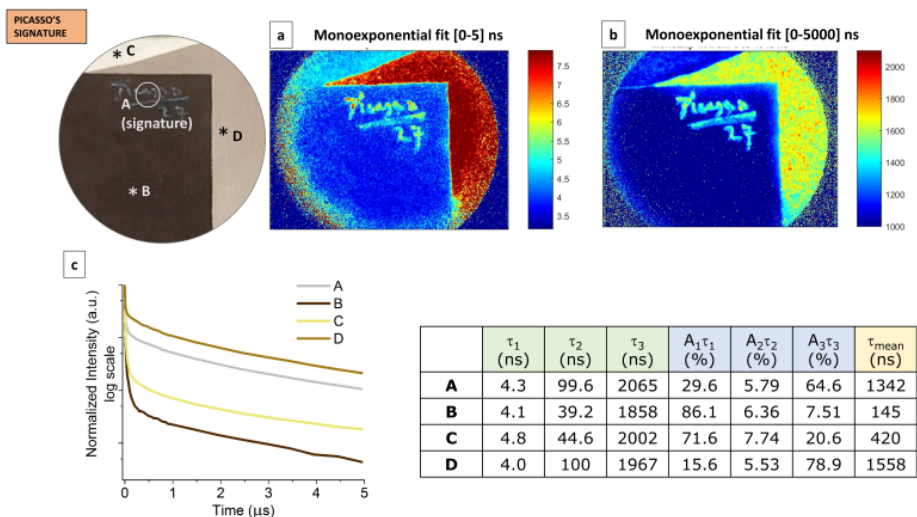 PICASSO'S
SIGNATURE
* C
A
(signature)
* D
* B
a
Monoexponential fit [0-5] ns
Picasso
27
7.5
7
6.5
6
5.5
5
4.5
4
3.5
b
Monoexponential fit [0-5000] ns
Picasso
27
2000
1800
1600
1400
1200
1000
c
Normalized Intensity (a.u.)
log scale
A
B
C
D
0 1 2 3 4 5
Time (μs)
τ1 (ns) τ2 (ns) τ3 (ns) A1τ1 (%) A2τ2 (%) A3τ3 (%) τmean (ns)
A 4.3 99.6 2065 29.6 5.79 64.6 1342
B 4.1 39.2 1858 86.1 6.36 7.51 145
C 4.8 44.6 2002 71.6 7.74 20.6 420
D 4.0 100 1967 15.6 5.53 78.9 1558